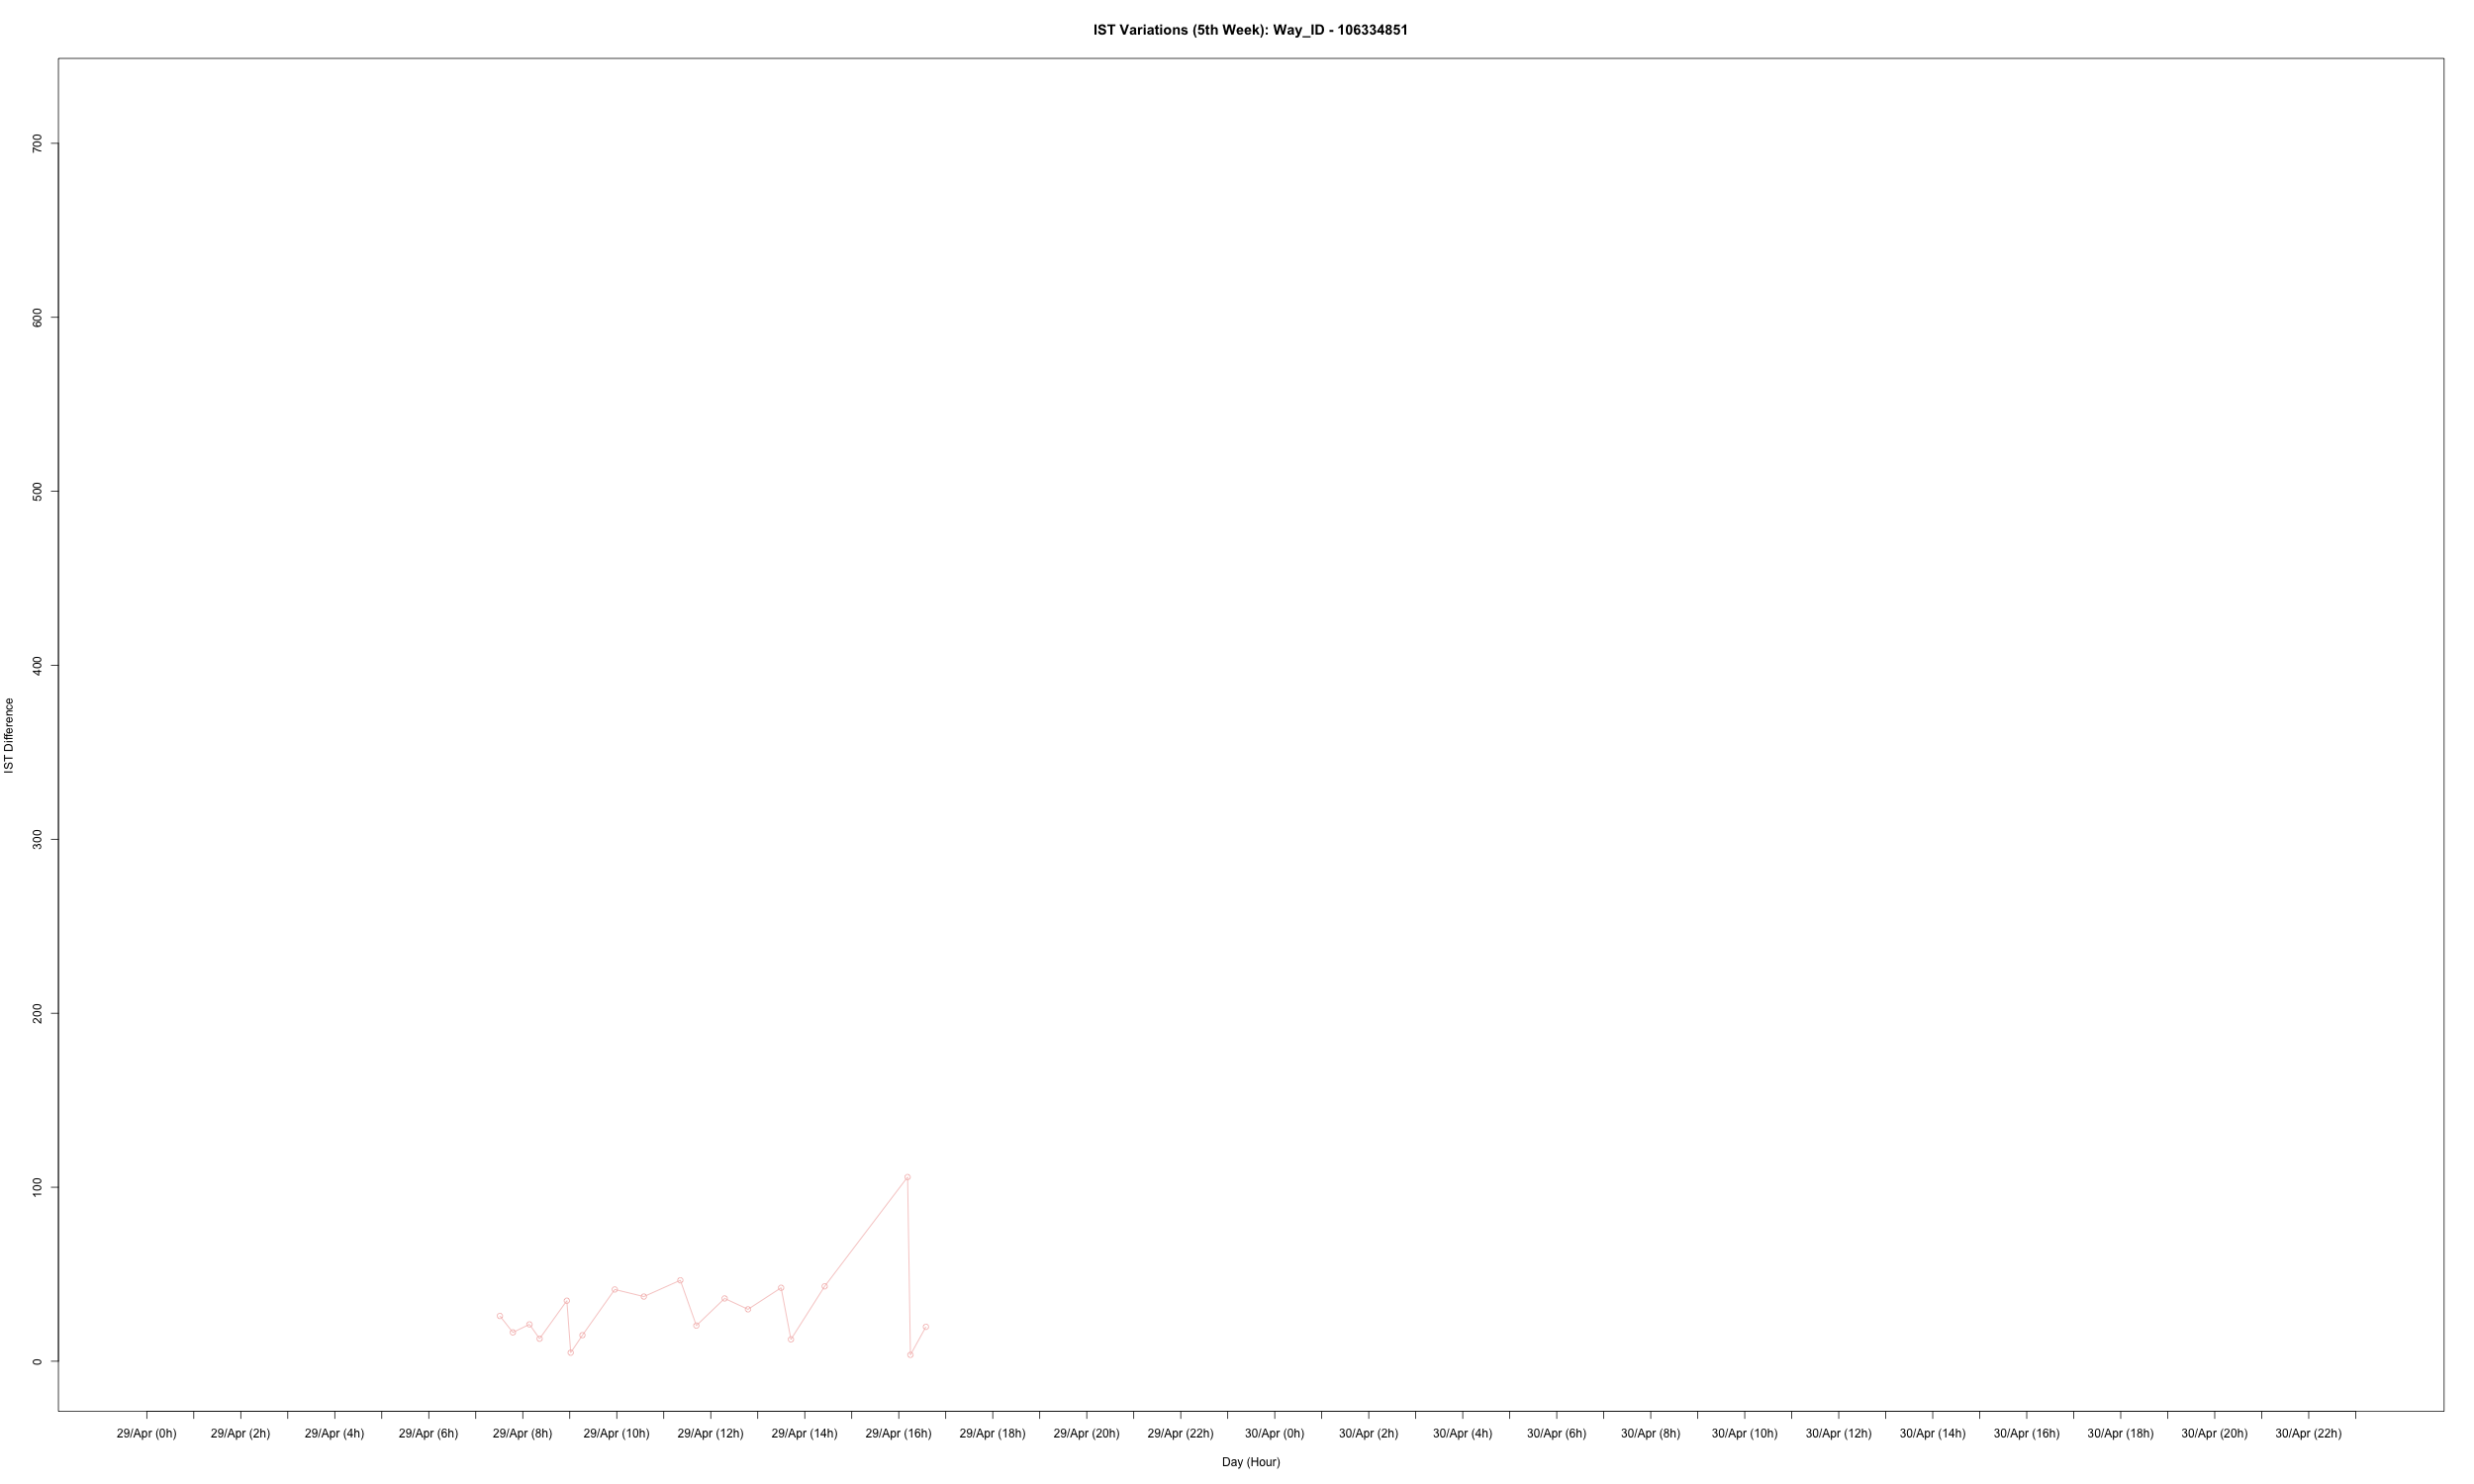 IST Variations (5th Week): Way_ID - 106334851
700
600
500
400
300
200
100
0
IST Difference
29/Apr (0h) 29/Apr (2h) 29/Apr (4h) 29/Apr (6h) 29/Apr (8h) 29/Apr (10h) 29/Apr (12h) 29/Apr (14h) 29/Apr (16h) 29/Apr (18h) 29/Apr (20h) 29/Apr (22h) 30/Apr (0h) 30/Apr (2h) 30/Apr (4h) 30/Apr (6h) 30/Apr (8h) 30/Apr (10h) 30/Apr (12h) 30/Apr (14h) 30/Apr (16h) 30/Apr (18h) 30/Apr (20h) 30/Apr (22h)
Day (Hour)